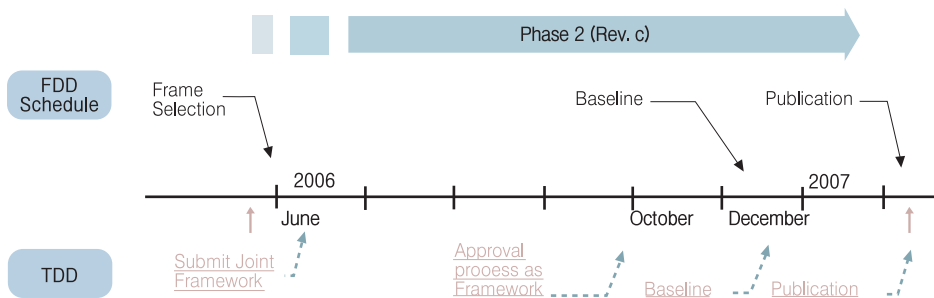 Phase 2 (Rev. c)
FDD
Schedule
Frame
Selection
Baseline
Publication
2006
2007
June
October
December
TDD
Submit Joint
Framework
Approval
prooess as
Framework
Baseline
Publication